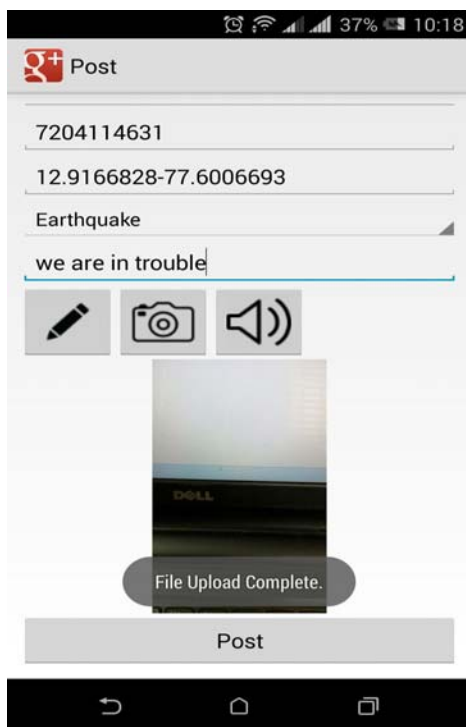 37% 10:18
g+ Post
7204114631
12.9166828-77.6006693
Earthquake
we are in trouble
DELL
File Upload Complete.
Post